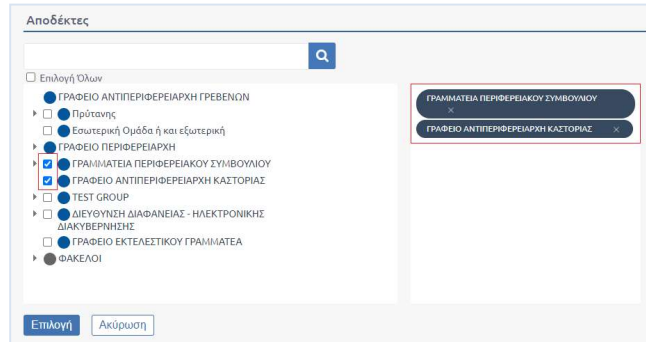 Αποδέκτες
Επιλογή Όλων
ΓΡΑΦΕΙΟ ΑΝΤΙΠΕΡΙΦΕΡΕΙΑΡΧΗ ΓΡΕΒΕΝΩΝ
Πρύτανης
Εσωτερική Ομάδα ή και εξωτερική
ΓΡΑΦΕΙΟ ΠΕΡΙΦΕΡΕΙΑΡΧΗ
ΓΡΑΜΜΑΤΕΙΑ ΠΕΡΙΦΕΡΕΙΑΚΟΥ ΣΥΜΒΟΥΛΙΟΥ
ΓΡΑΦΕΙΟ ΑΝΤΙΠΕΡΙΦΕΡΕΙΑΡΧΗ ΚΑΣΤΟΡΙΑΣ
TEST GROUP
ΔΙΕΥΘΥΝΣΗ ΔΙΑΦΑΝΕΙΑΣ - ΗΛΕΚΤΡΟΝΙΚΗΣ
ΔΙΑΚΥΒΕΡΝΗΣΗΣ
ΓΡΑΦΕΙΟ ΕΚΤΕΛΕΣΤΙΚΟΥ ΓΡΑΜΜΑΤΕΑ
ΦΑΚΕΛΟΙ
ΓΡΑΜΜΑΤΕΙΑ ΠΕΡΙΦΕΡΕΙΑΚΟΥ ΣΥΜΒΟΥΛΙΟΥ
×
ΓΡΑΦΕΙΟ ΑΝΤΙΠΕΡΙΦΕΡΕΙΑΡΧΗ ΚΑΣΤΟΡΙΑΣ ×
Επιλογή Ακύρωση